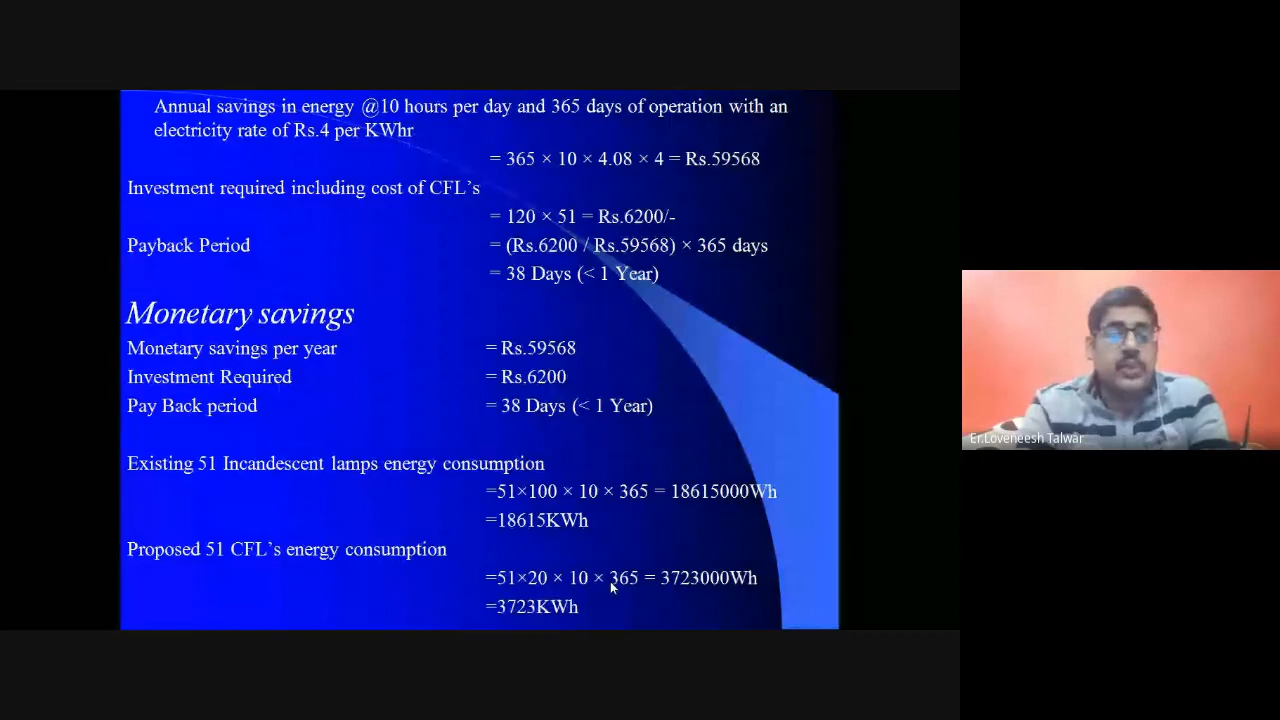 Annual savings in energy @10 hours per day and 365 days of operation with an
electricity rate of Rs.4 per KWhr
= 365 × 10 × 4.08 × 4 = Rs.59568
Investment required including cost of CFL’s
= 120 × 51 = Rs.6200/-
Payback Period = (Rs.6200 / Rs.59568) × 365 days
= 38 Days (< 1 Year)
Monetary savings
Monetary savings per year = Rs.59568
Investment Required = Rs.6200
Pay Back period = 38 Days (< 1 Year)
Existing 51 Incandescent lamps energy consumption
=51×100 × 10 × 365 = 18615000Wh
=18615KWh
Proposed 51 CFL’s energy consumption
=51×20 × 10 × 365 = 3723000Wh
=3723KWh
Er.Loveneesh Talwar